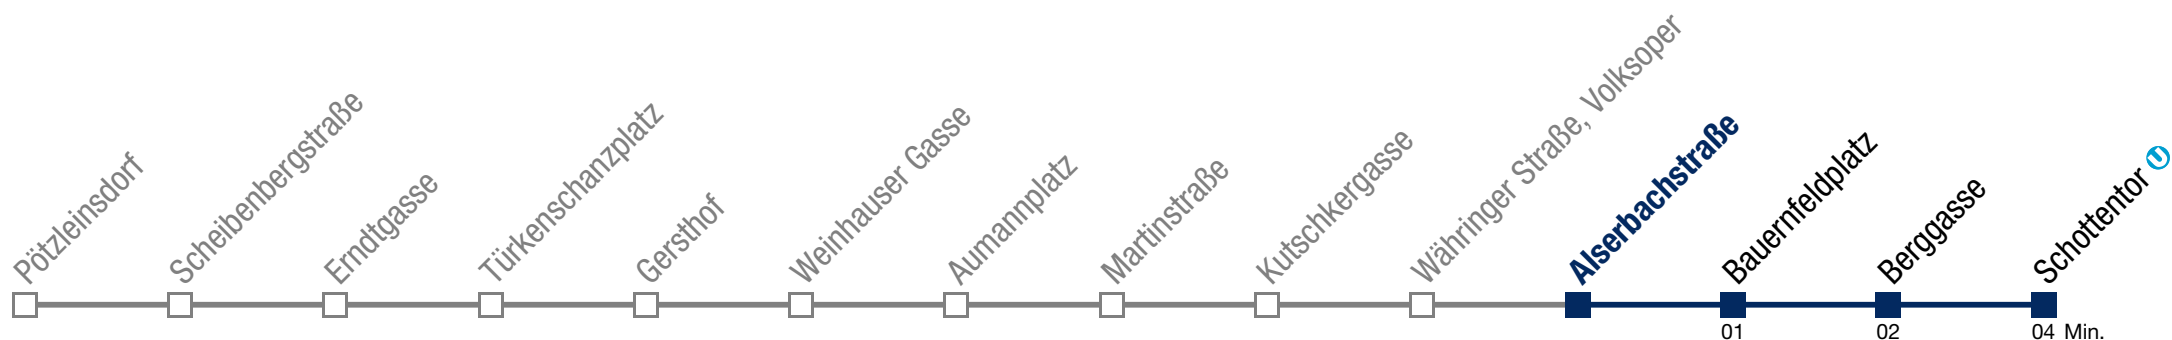 Pötzleinsdorf
Scheibenbergstraße
Erndtgasse
Türkenschanzplatz
Gersthof
Weinhauser Gasse
Aumannplatz
Martinstraße
Kutschkergasse
Währinger Straße, Volksoper
Alserbachstraße
Bauernfeldplatz
Berggasse
Schottentor U
01
02
04 Min.